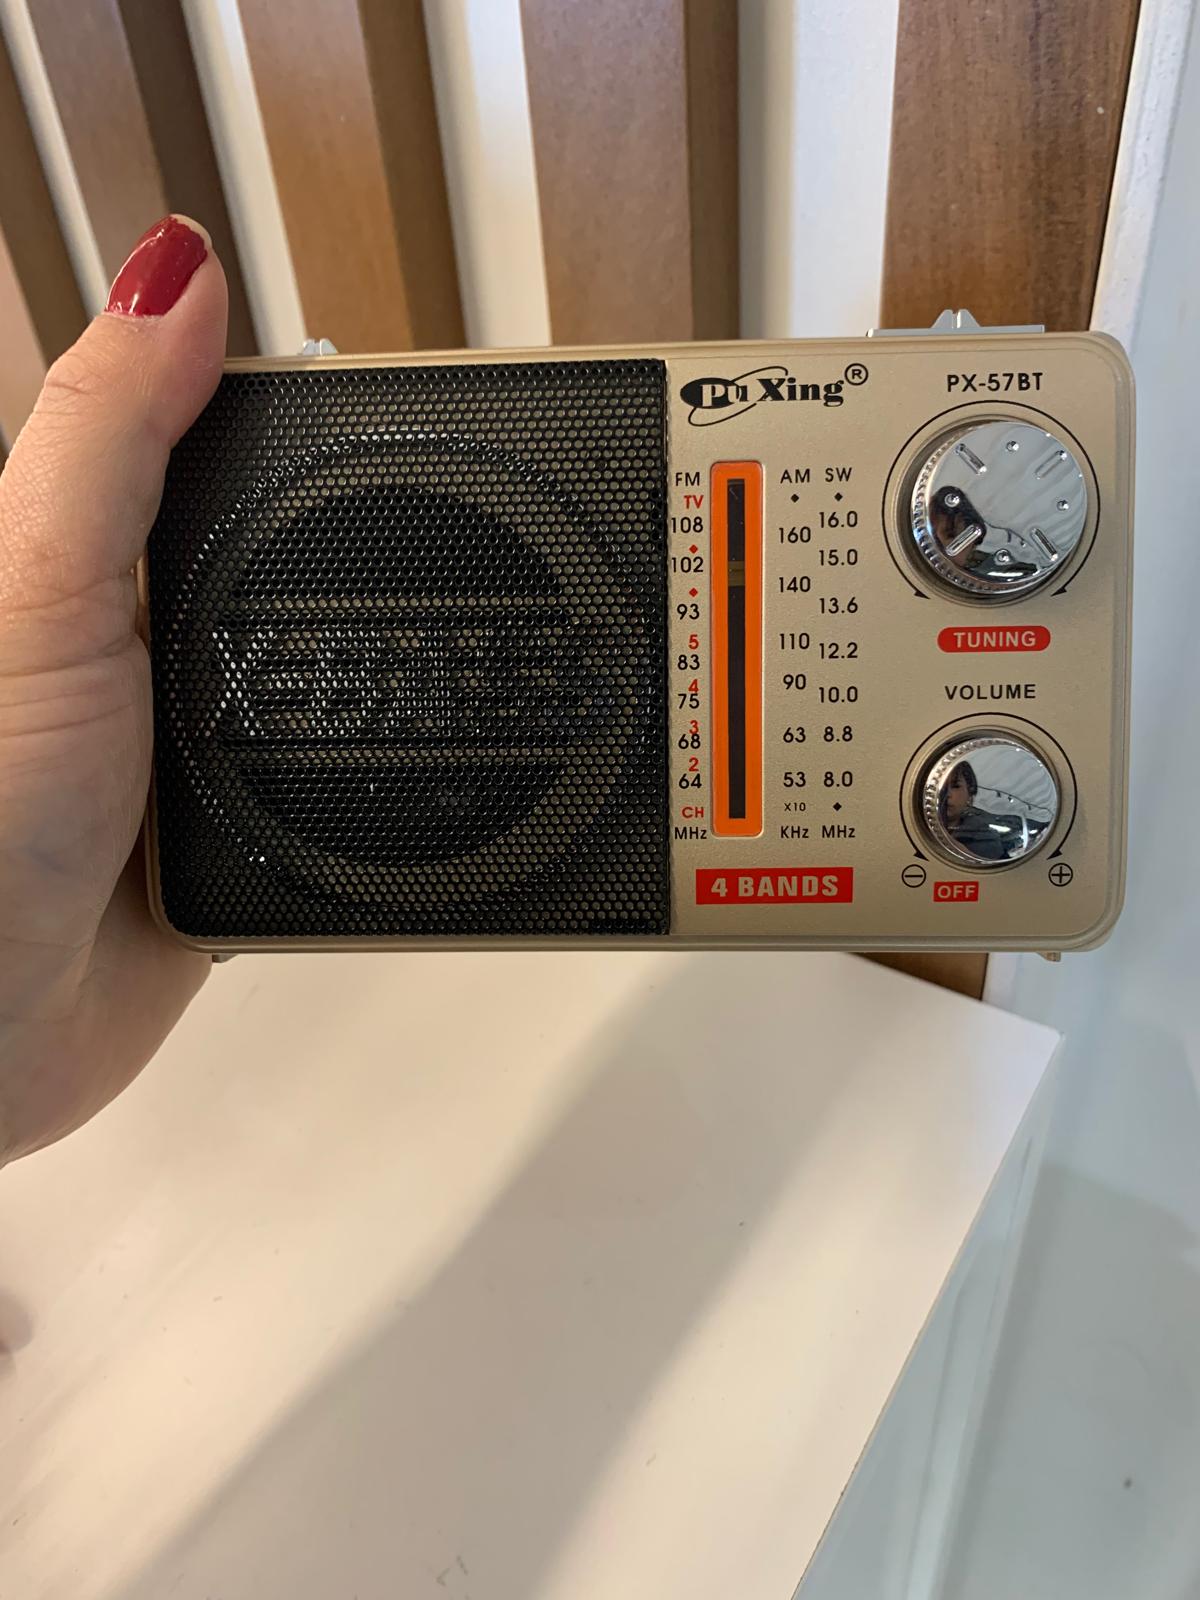 Pu Xing®
PX-57BT
FM AM SW
TV
108 160 16.0
102 15.0
93 140 13.6
5
83 110 12.2
4
75 90 10.0
3
68 63 8.8
2
64 53 8.0
CH X10
MHz KHz MHz
4 BANDS
TUNING
VOLUME
OFF